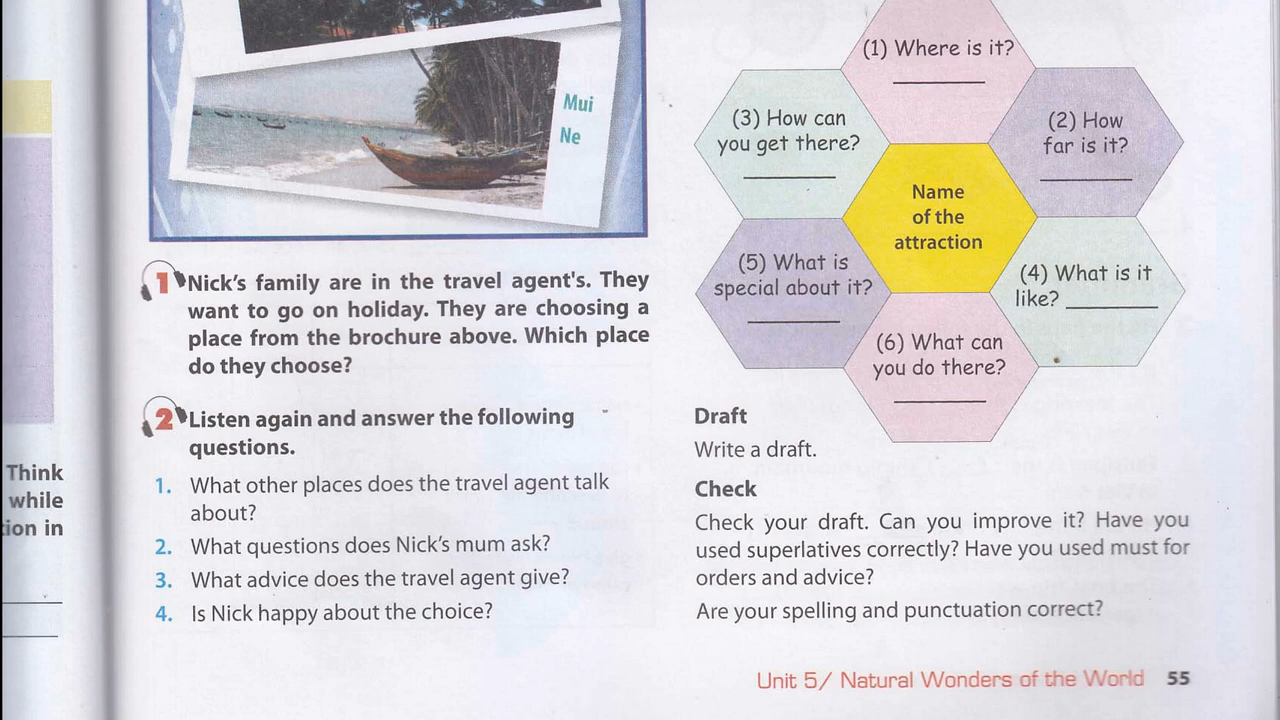 Mui
Ne
1 Nick's family are in the travel agent's. They
want to go on holiday. They are choosing a
place from the brochure above. Which place
do they choose?
2 Listen again and answer the following
questions.
1. What other places does the travel agent talk
about?
2. What questions does Nick's mum ask?
3. What advice does the travel agent give?
4. Is Nick happy about the choice?
Think
while
ion in
(1) Where is it?
(2) How
far is it?
(3) How can
you get there?
Name
of the
attraction
(4) What is it
like?
(5) What is
special about it?
(6) What can
you do there?
Draft
Write a draft.
Check
Check your draft. Can you improve it? Have you
used superlatives correctly? Have you used must for
orders and advice?
Are your spelling and punctuation correct?
Unit 5/ Natural Wonders of the World 55